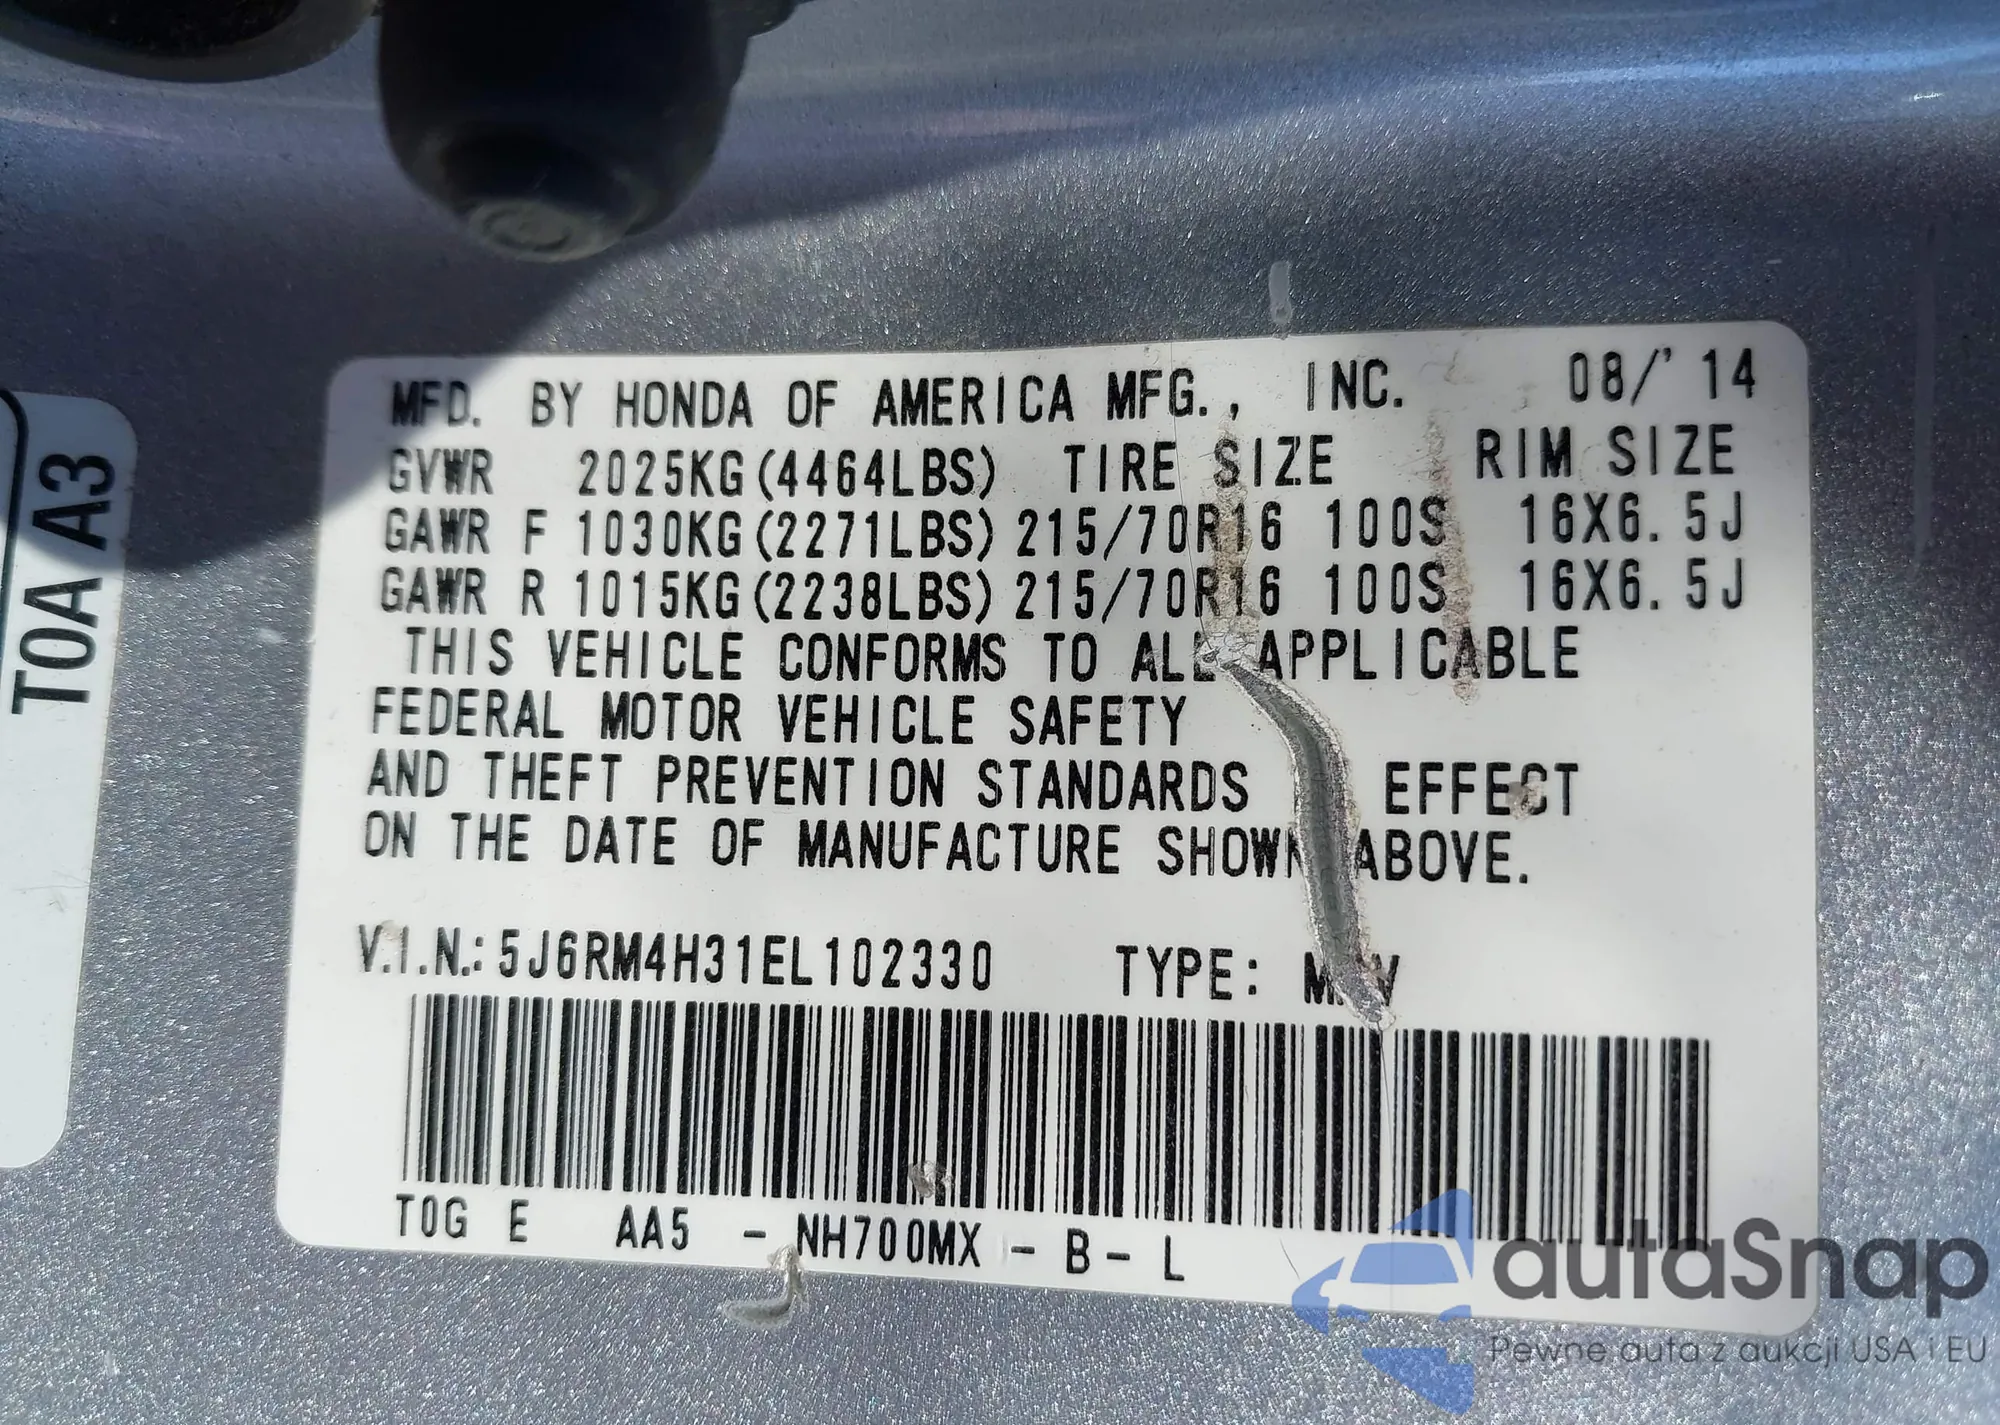 MFD. BY HONDA OF AMERICA MFG., INC. 08/'14
GVWR 2025KG(4464LBS) TIRE SIZE RIM SIZE
GAWR F 1030KG(2271LBS) 215/70R16 100S 16X6.5J
GAWR R 1015KG(2238LBS) 215/70R16 100S 16X6.5J
THIS VEHICLE CONFORMS TO ALL APPLICABLE
FEDERAL MOTOR VEHICLE SAFETY
AND THEFT PREVENTION STANDARDS EFFECT
ON THE DATE OF MANUFACTURE SHOWN ABOVE.
V.I.N.: 5J6RM4H31EL102330 TYPE:
T0G E AA5 - NH700MX - B - L
T0A A3
autaSnap
Pewne auta z aukcji USA i EU